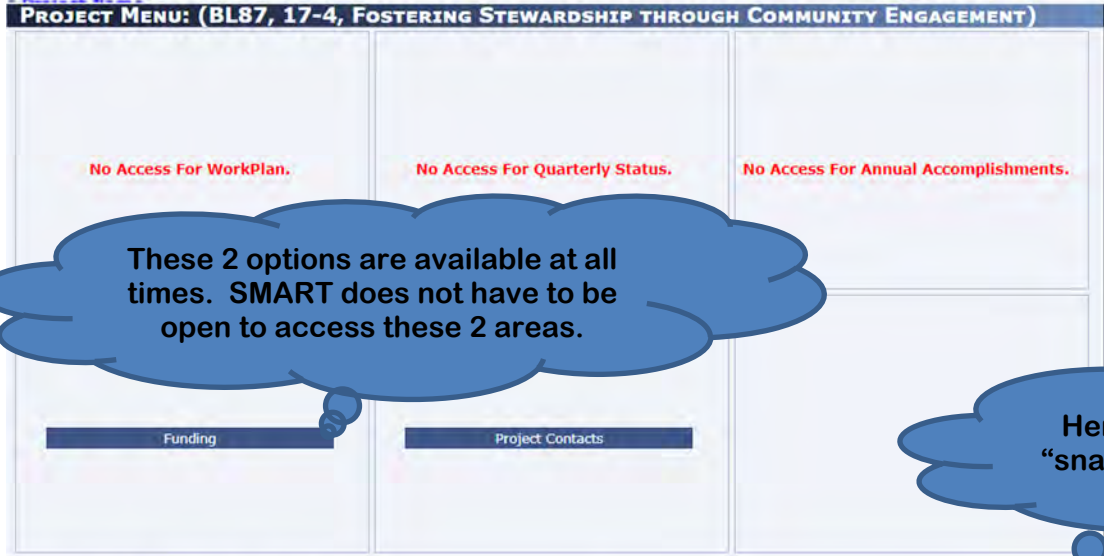 PROJECT MENU: (BL87, 17-4, FOSTERING STEWARDSHIP THROUGH COMMUNITY ENGAGEMENT)
No Access For WorkPlan.
No Access For Quarterly Status.
No Access For Annual Accomplishments.
These 2 options are available at all
times. SMART does not have to be
open to access these 2 areas.
Funding
Project Contacts